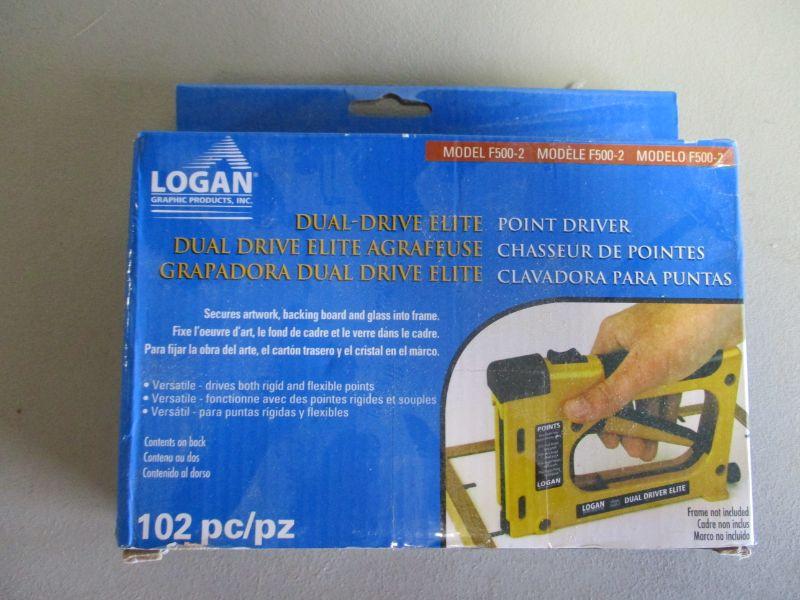 MODEL F500-2 MODÈLE F500-2 MODELO F500-2
LOGAN®
GRAPHIC PRODUCTS, INC.
DUAL-DRIVE ELITE POINT DRIVER
DUAL DRIVE ELITE AGRAFEUSE CHASSEUR DE POINTES
GRAPADORA DUAL DRIVE ELITE CLAVADORA PARA PUNTAS
Secures artwork, backing board and glass into frame.
Fixe l'oeuvre d'art, le fond de cadre et le verre dans le cadre.
Para fijar la obra del arte, el cartón trasero y el cristal en el marco.
• Versatile - drives both rigid and flexible points
• Versatile - fonctionne avec des pointes rigides et souples
• Versátil - para puntas rígidas y flexibles
Contents on back
Contenu au dos
Contenido al dorso
102 pc/pz
POINTS
LOGAN
LOGAN DUAL DRIVER ELITE
Frame not included
Cadre non inclus
Marco no incluido